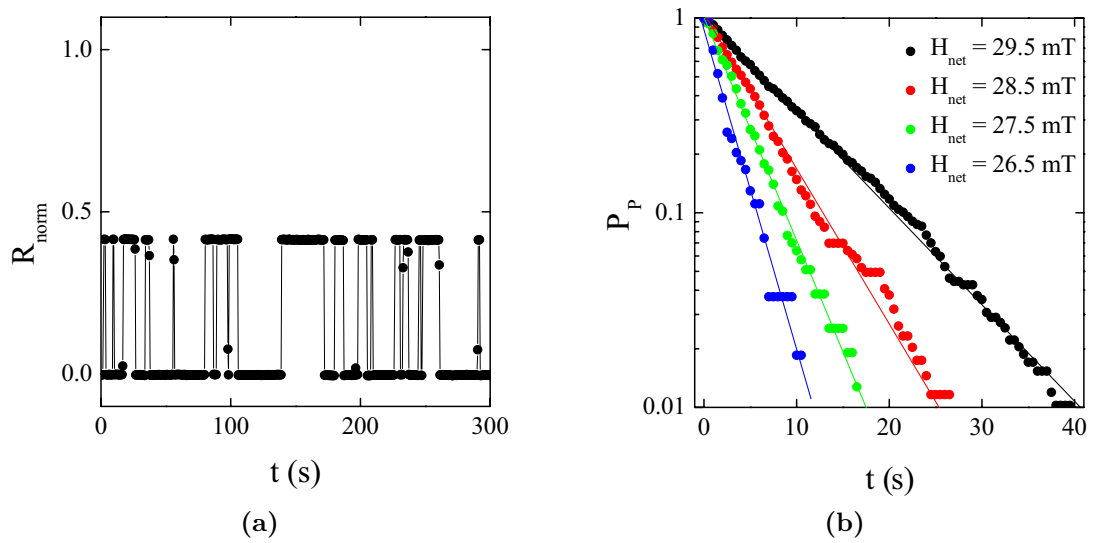 1.0
0.5
0.0
R_norm
0
100
200
300
t (s)
(a)
1
0.1
0.01
P_P
0
10
20
30
40
t (s)
H_net = 29.5 mT
H_net = 28.5 mT
H_net = 27.5 mT
H_net = 26.5 mT
(b)